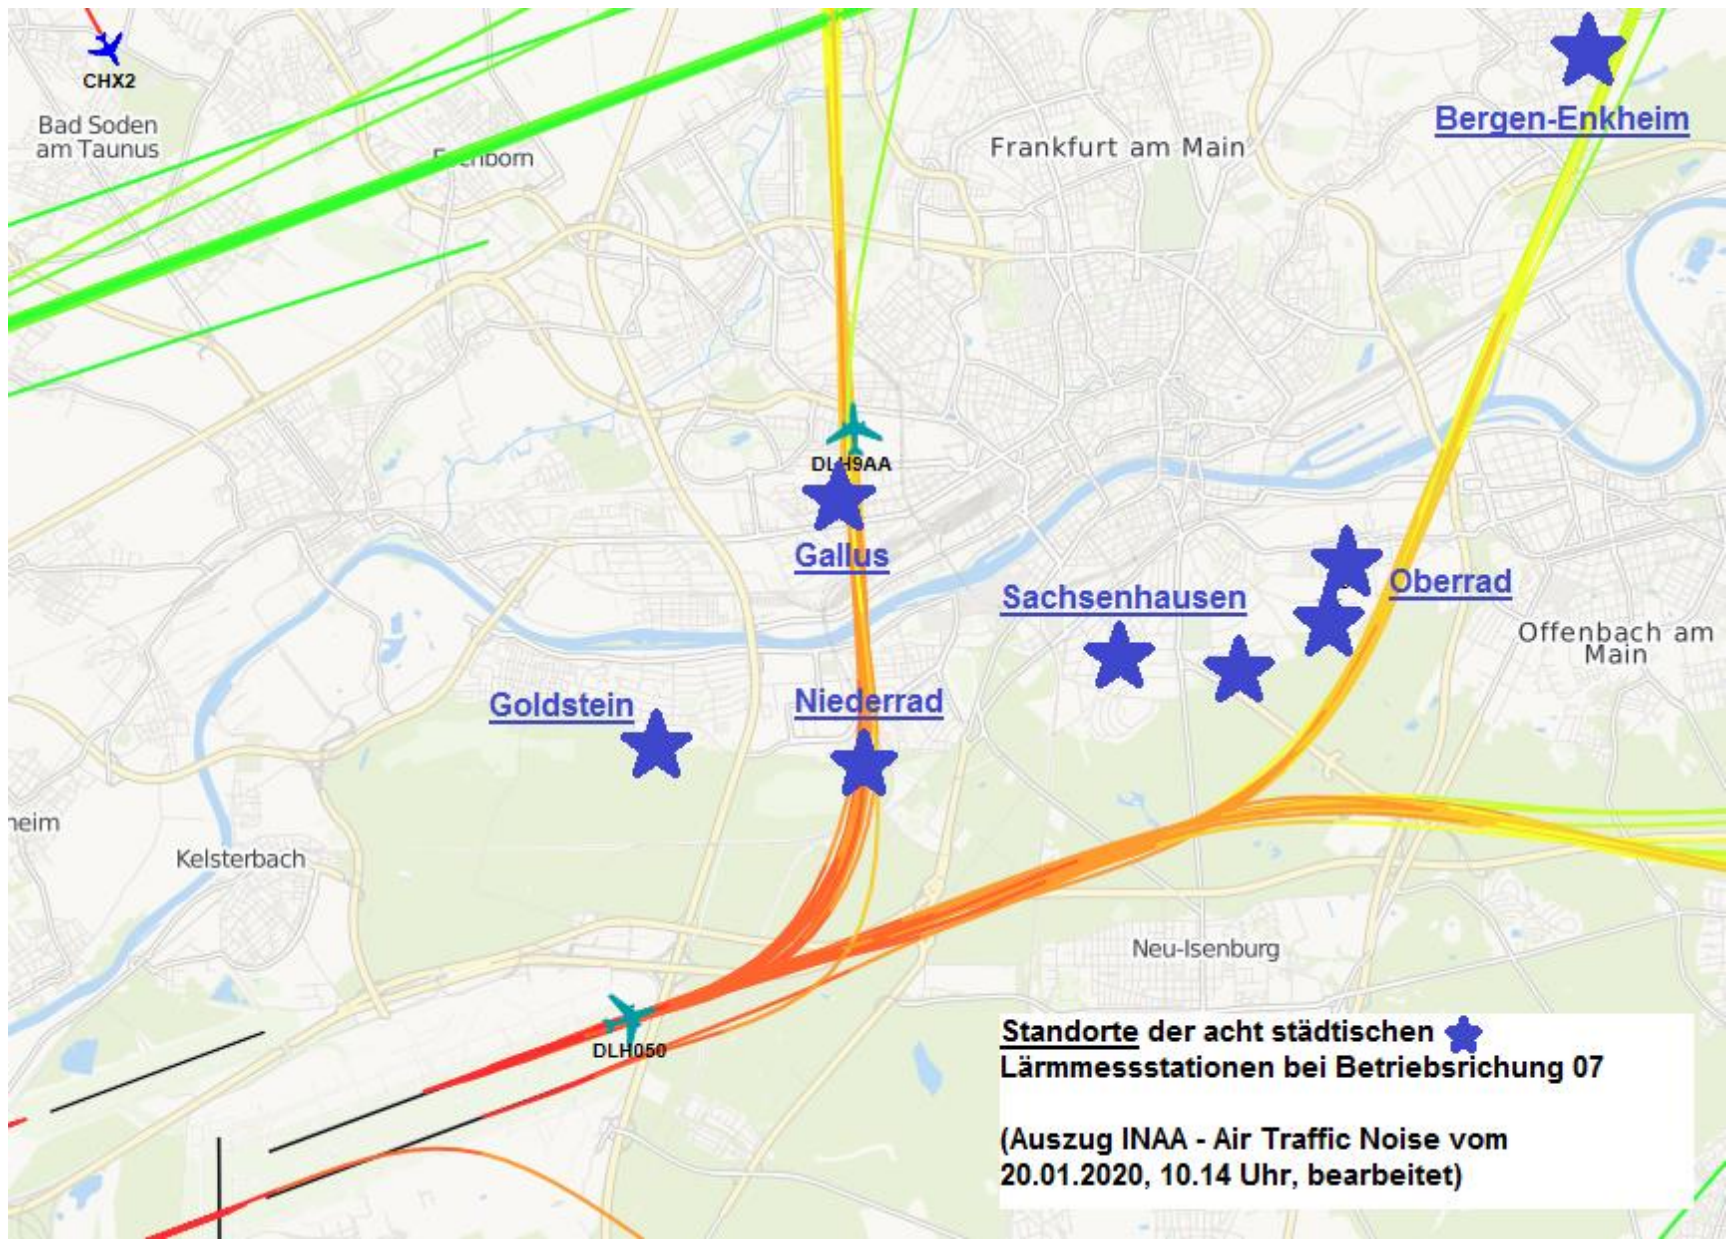 CHX2
Bad Soden
am Taunus
Bergen-Enkheim
Frankfurt am Main
DLH9AA
Gallus
Sachsenhausen
Oberrad
Offenbach am
Main
Goldstein
Niederrad
heim
Kelsterbach
Neu-Isenburg
DLH050
Standorte der acht städtischen
Lärmmessstationen bei Betriebsrichung 07
(Auszug INAA - Air Traffic Noise vom
20.01.2020, 10.14 Uhr, bearbeitet)